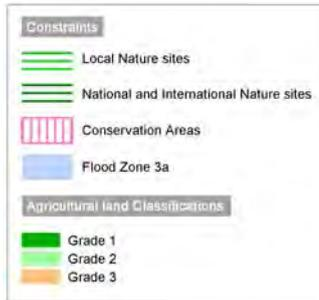 Constraints
Local Nature sites
National and International Nature sites
Conservation Areas
Flood Zone 3a
Agricultural land Classifications
Grade 1
Grade 2
Grade 3